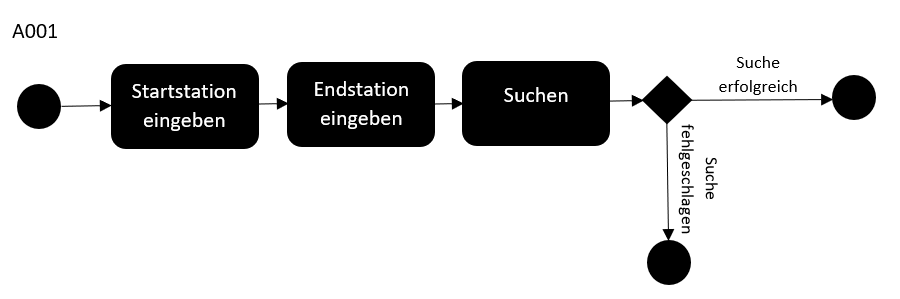 A001
Startstation
eingeben
Endstation
eingeben
Suchen
Suche
erfolgreich
Suche
fehlgeschlagen